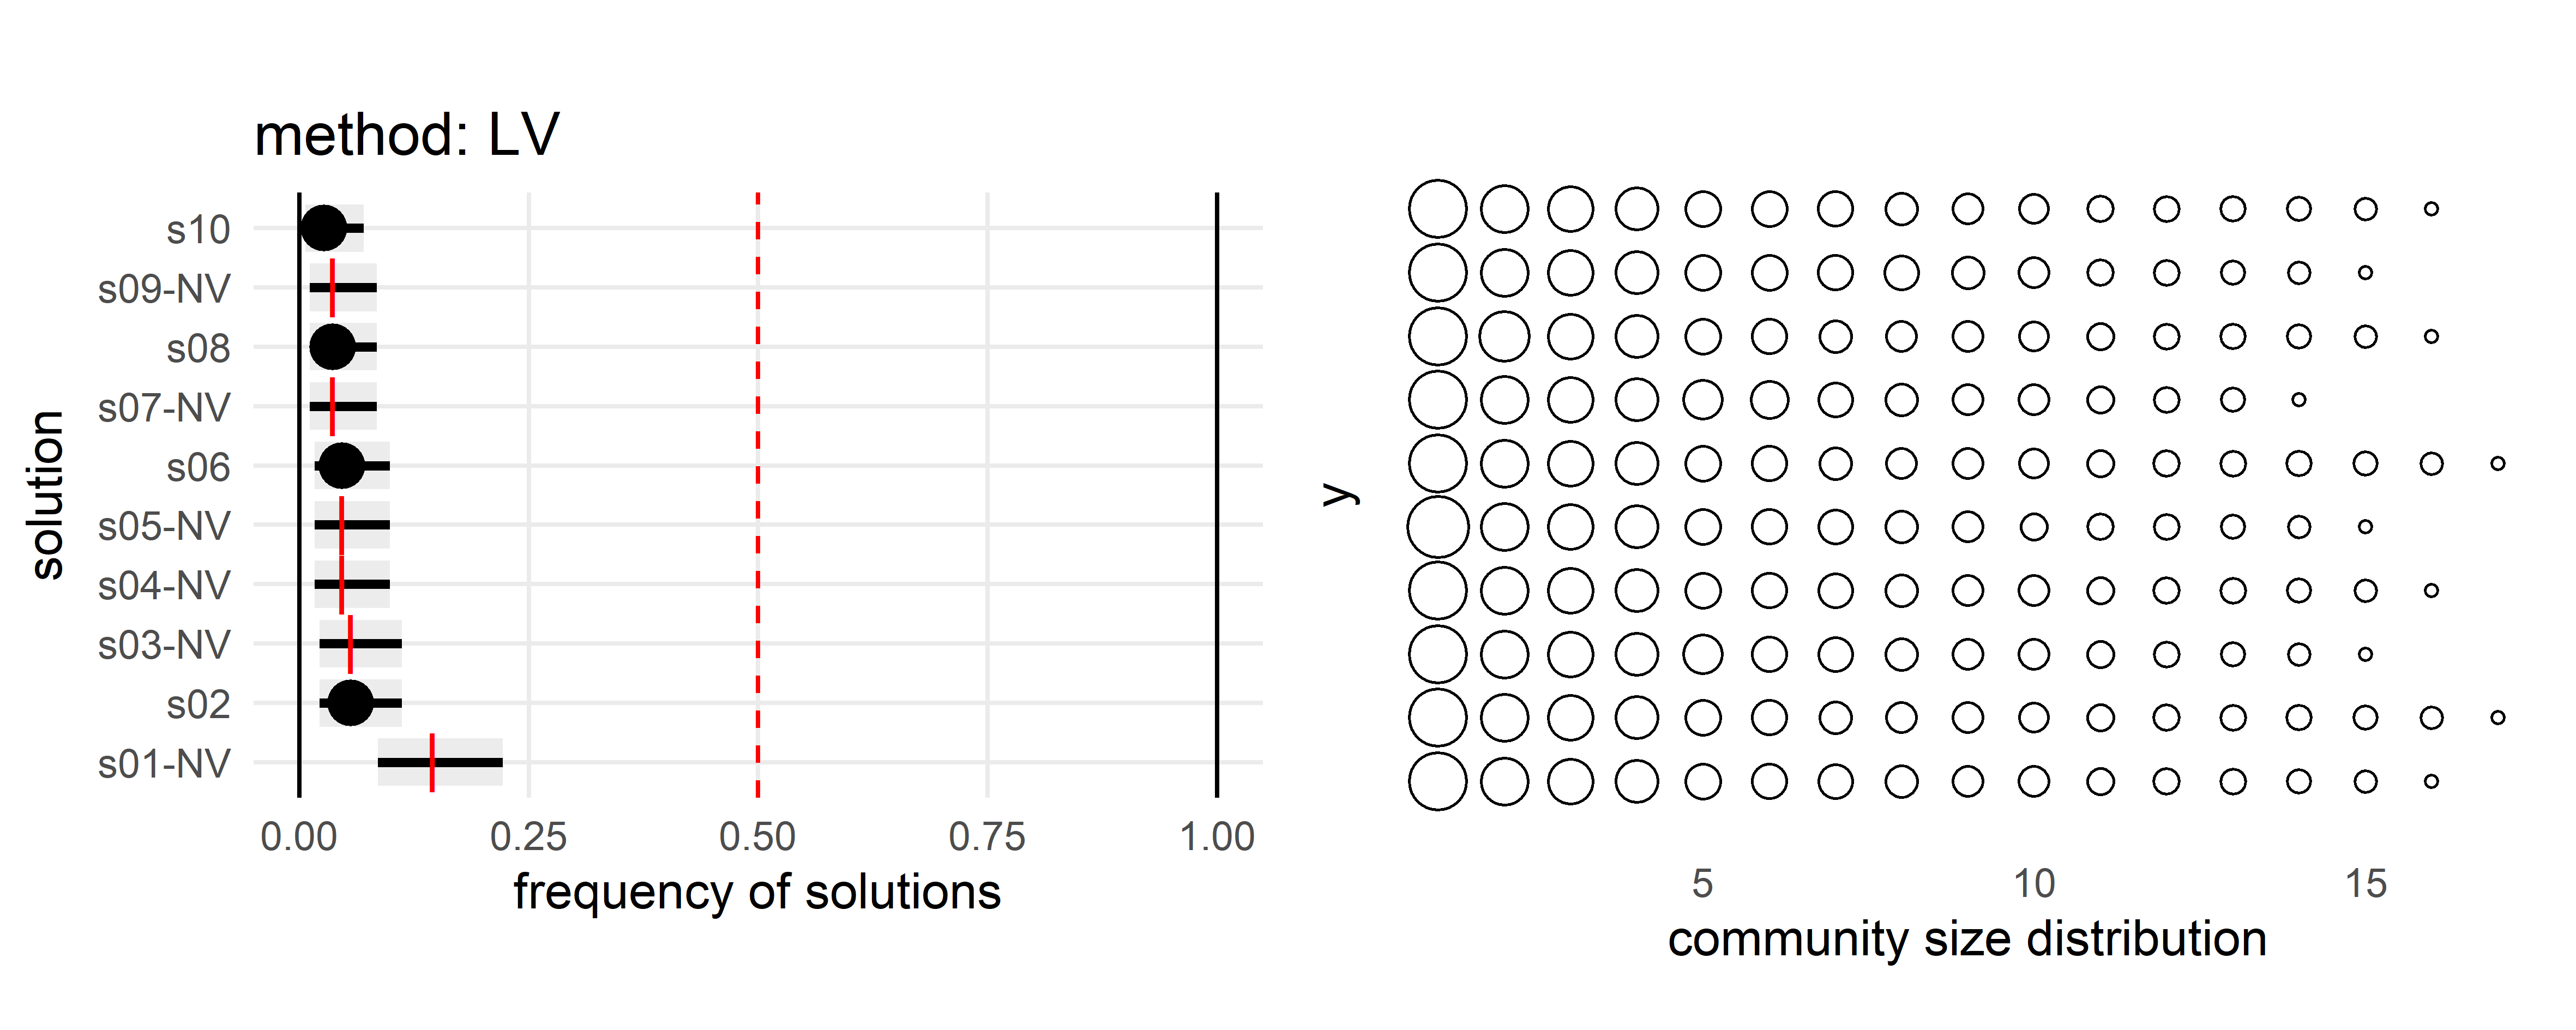 method: LV
solution
s10
s09-NV
s08
s07-NV
s06
s05-NV
s04-NV
s03-NV
s02
s01-NV
0.00 0.25 0.50 0.75 1.00
frequency of solutions
y
5 10 15
community size distribution